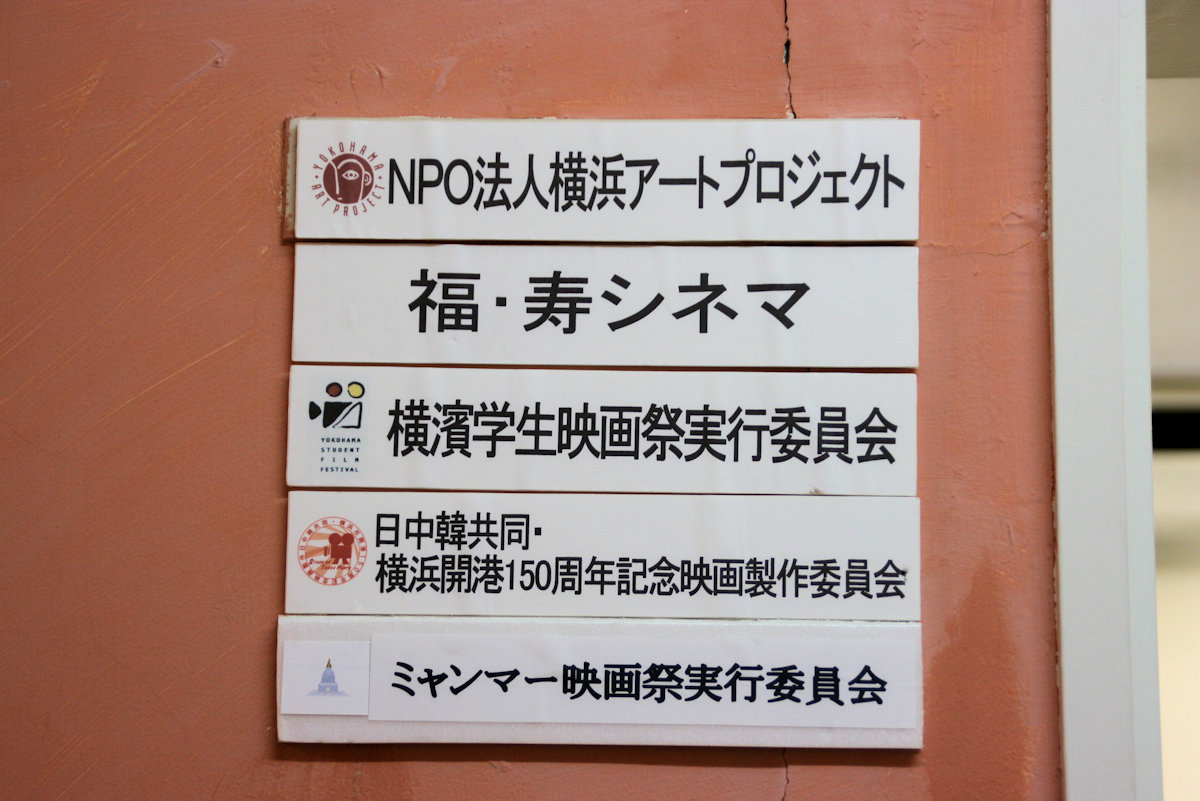 YOKOHAMA ART PROJECT
NPO法人横浜アートプロジェクト
福・寿シネマ
YOKOHAMA
STUDENT
FILM
FESTIVAL
横濱学生映画祭実行委員会
日中韓共同・
横浜開港150周年記念映画製作委員会
ミャンマー映画祭実行委員会